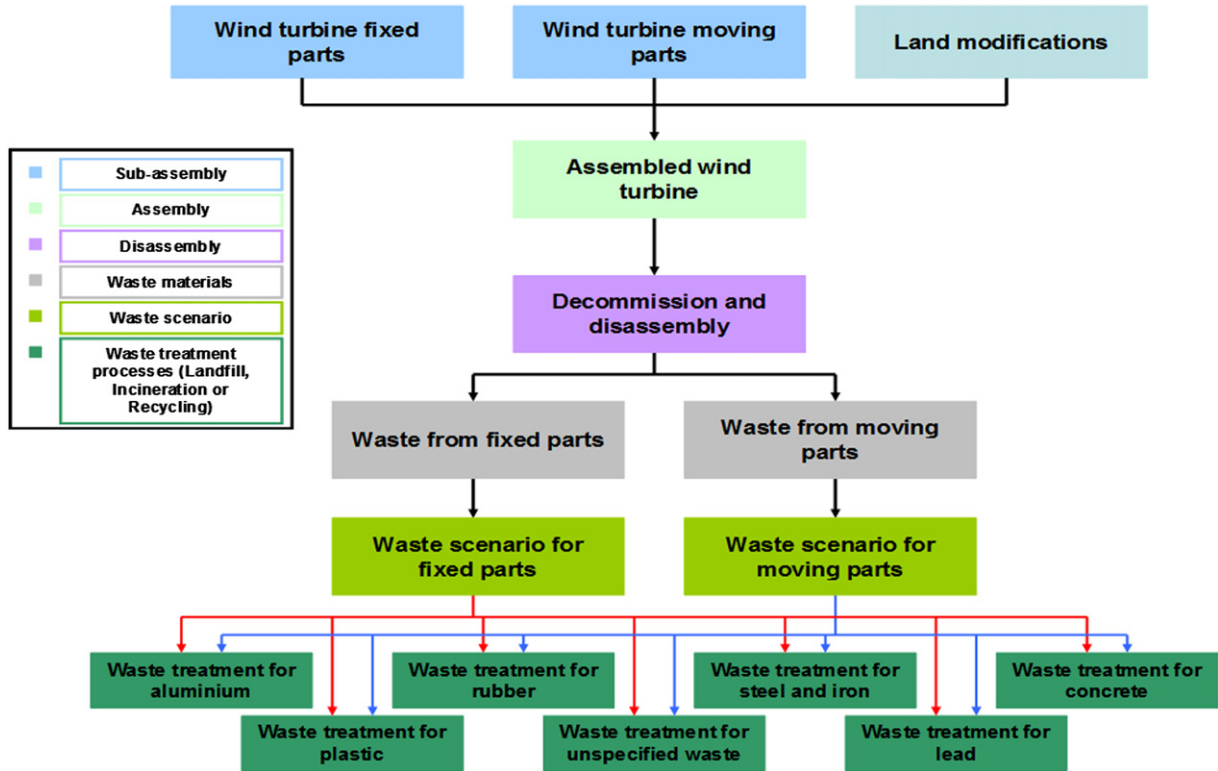 Wind turbine fixed
parts
Wind turbine moving
parts
Land modifications
Assembled wind
turbine
Sub-assembly
Assembly
Disassembly
Waste materials
Waste scenario
Waste treatment
processes (Landfill,
Incineration or
Recycling)
Decommission and
disassembly
Waste from fixed parts
Waste from moving
parts
Waste scenario for
fixed parts
Waste scenario for
moving parts
Waste treatment for
aluminium
Waste treatment for
rubber
Waste treatment for
steel and iron
Waste treatment for
concrete
Waste treatment for
plastic
Waste treatment for
unspecified waste
Waste treatment for
lead